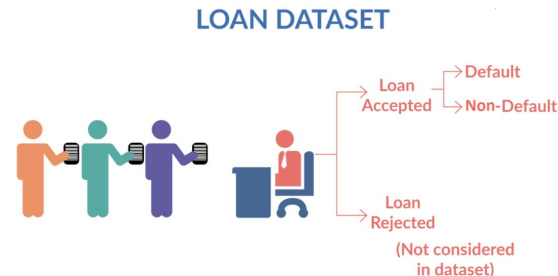 LOAN DATASET
Loan
Accepted
Default
Non-Default
Loan
Rejected
(Not considered
in dataset)